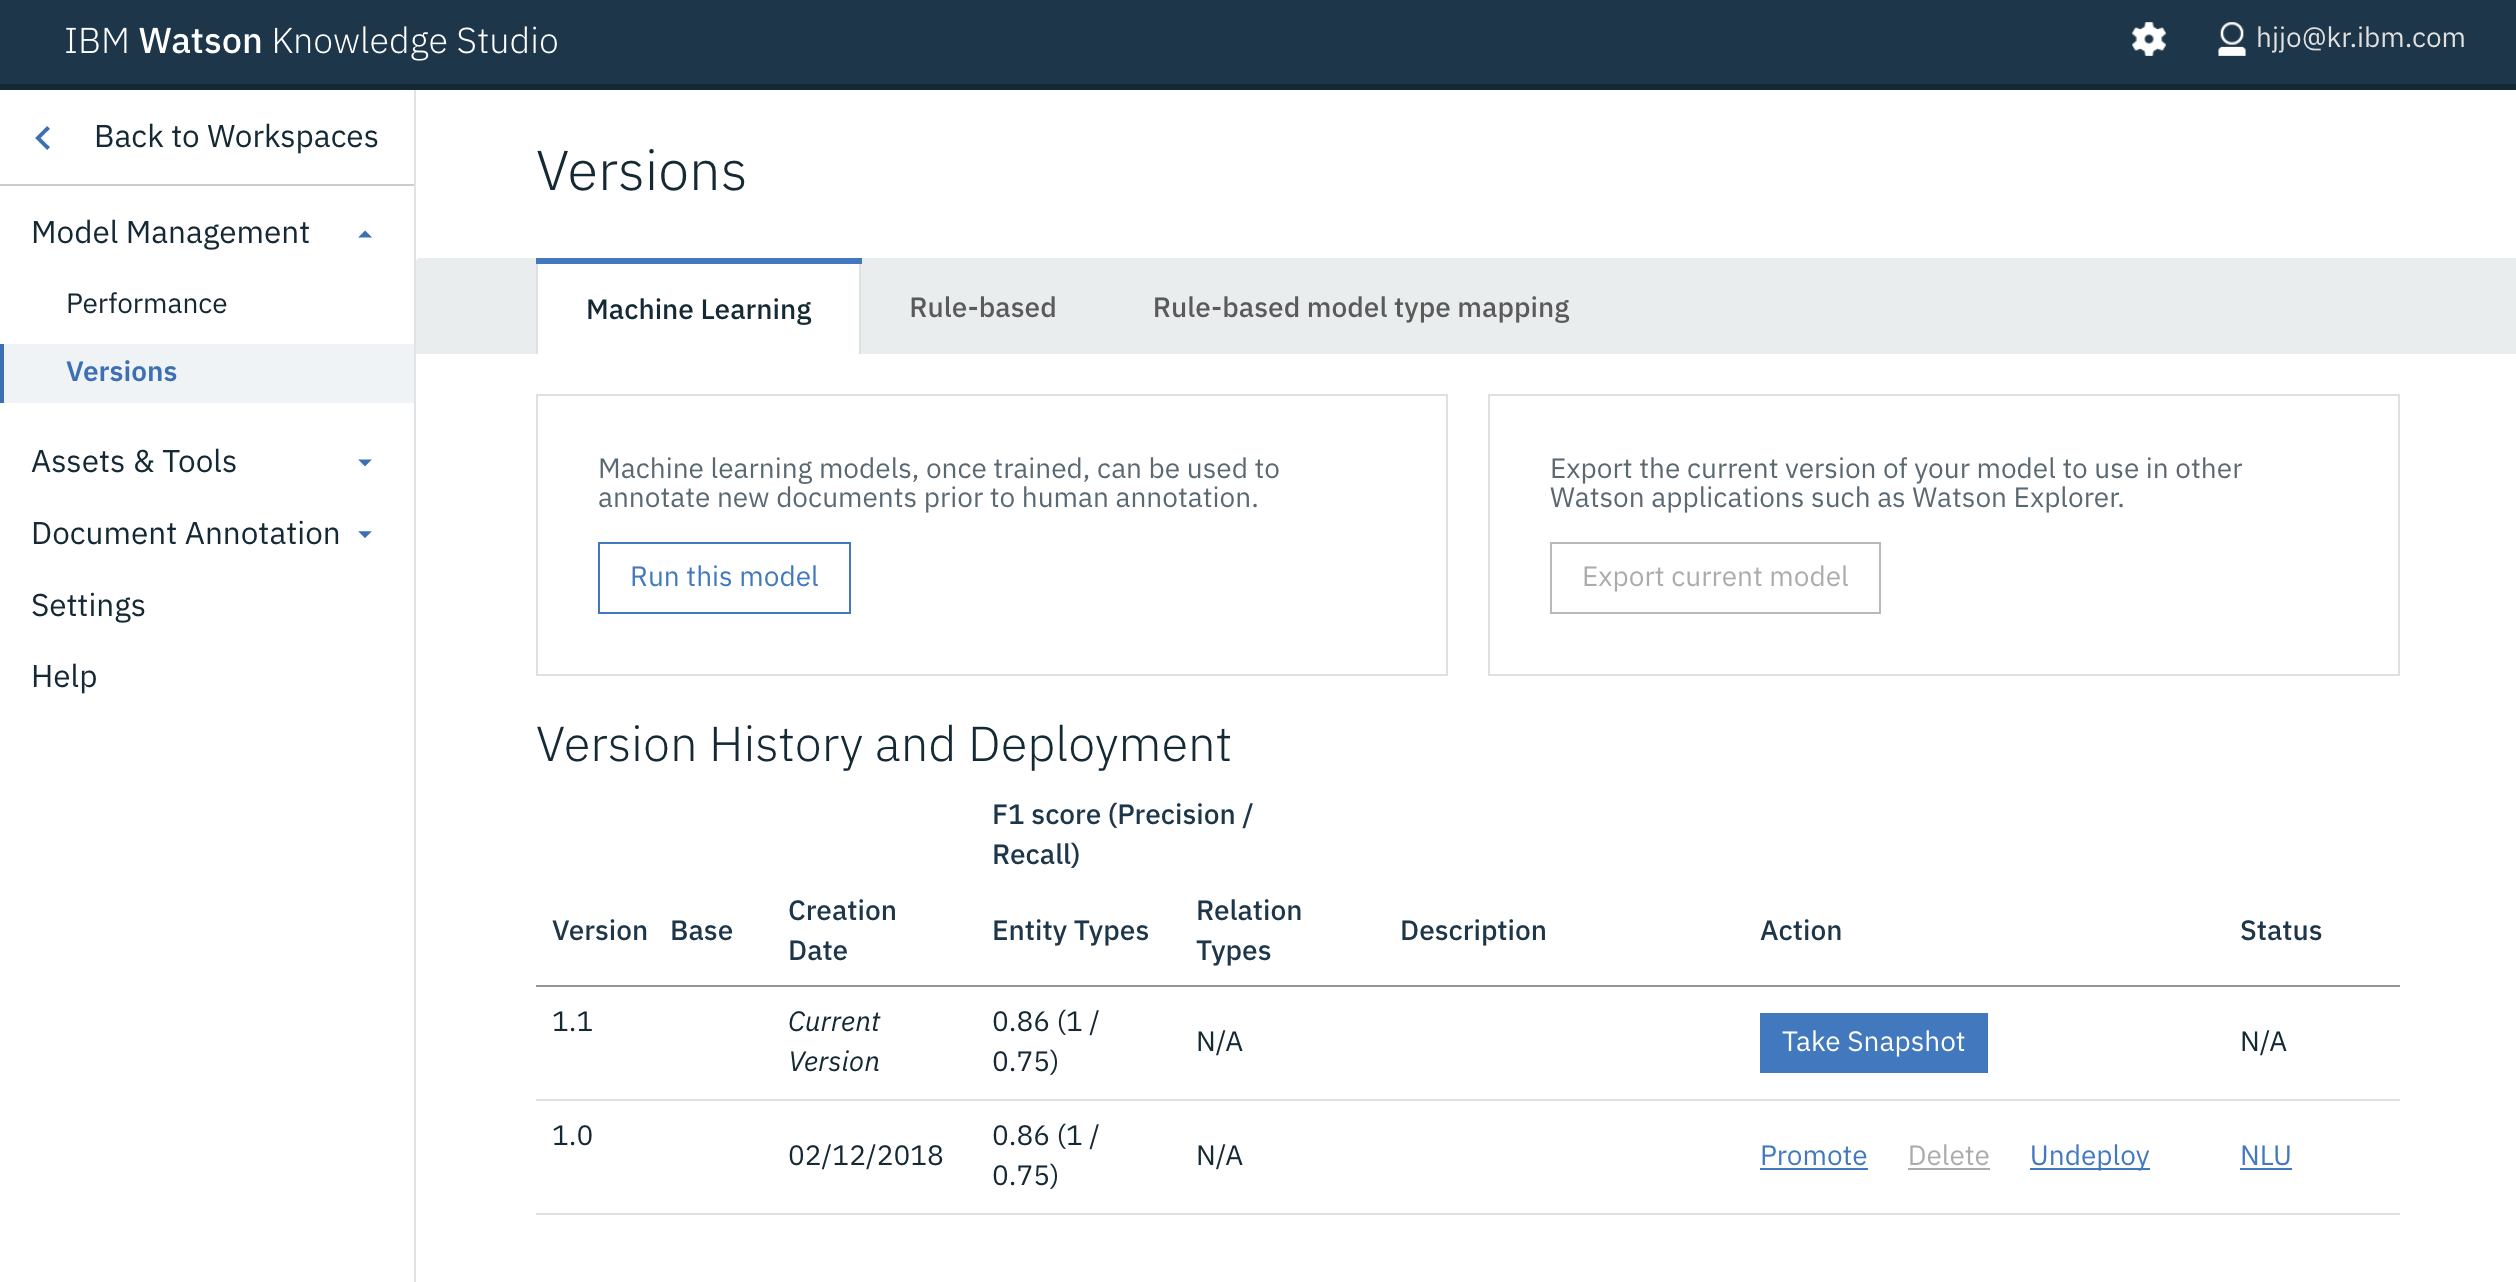 IBM Watson Knowledge Studio
hjjo@kr.ibm.com
Back to Workspaces
Model Management
Performance
Versions
Assets & Tools
Document Annotation
Settings
Help
Versions
Machine Learning
Rule-based
Rule-based model type mapping
Machine learning models, once trained, can be used to
annotate new documents prior to human annotation.
Run this model
Export the current version of your model to use in other
Watson applications such as Watson Explorer.
Export current model
Version History and Deployment
F1 score (Precision /
Recall)
Version Base Creation Date Entity Types Relation Types Description Action Status
1.1 Current Version 0.86 (1 / 0.75) N/A Take Snapshot N/A
1.0 02/12/2018 0.86 (1 / 0.75) N/A Promote Delete Undeploy NLU